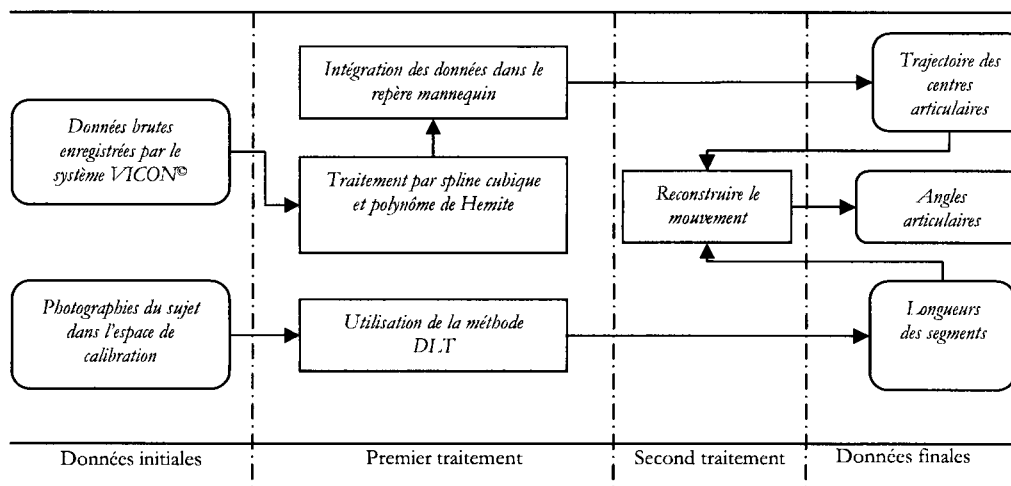 Intégration des données dans le
repère mannequin
Trajectoire des
centres
articulaires
Données brutes
enregistrées par le
système VICON©
Traitement par spline cubique
et polynôme de Hemite
Reconstruire le
mouvement
Angles
articulaires
Photographies du sujet
dans l'espace de
calibration
Utilisation de la méthode
DLT
Longueurs
des segments
Données initiales
Premier traitement
Second traitement
Données finales